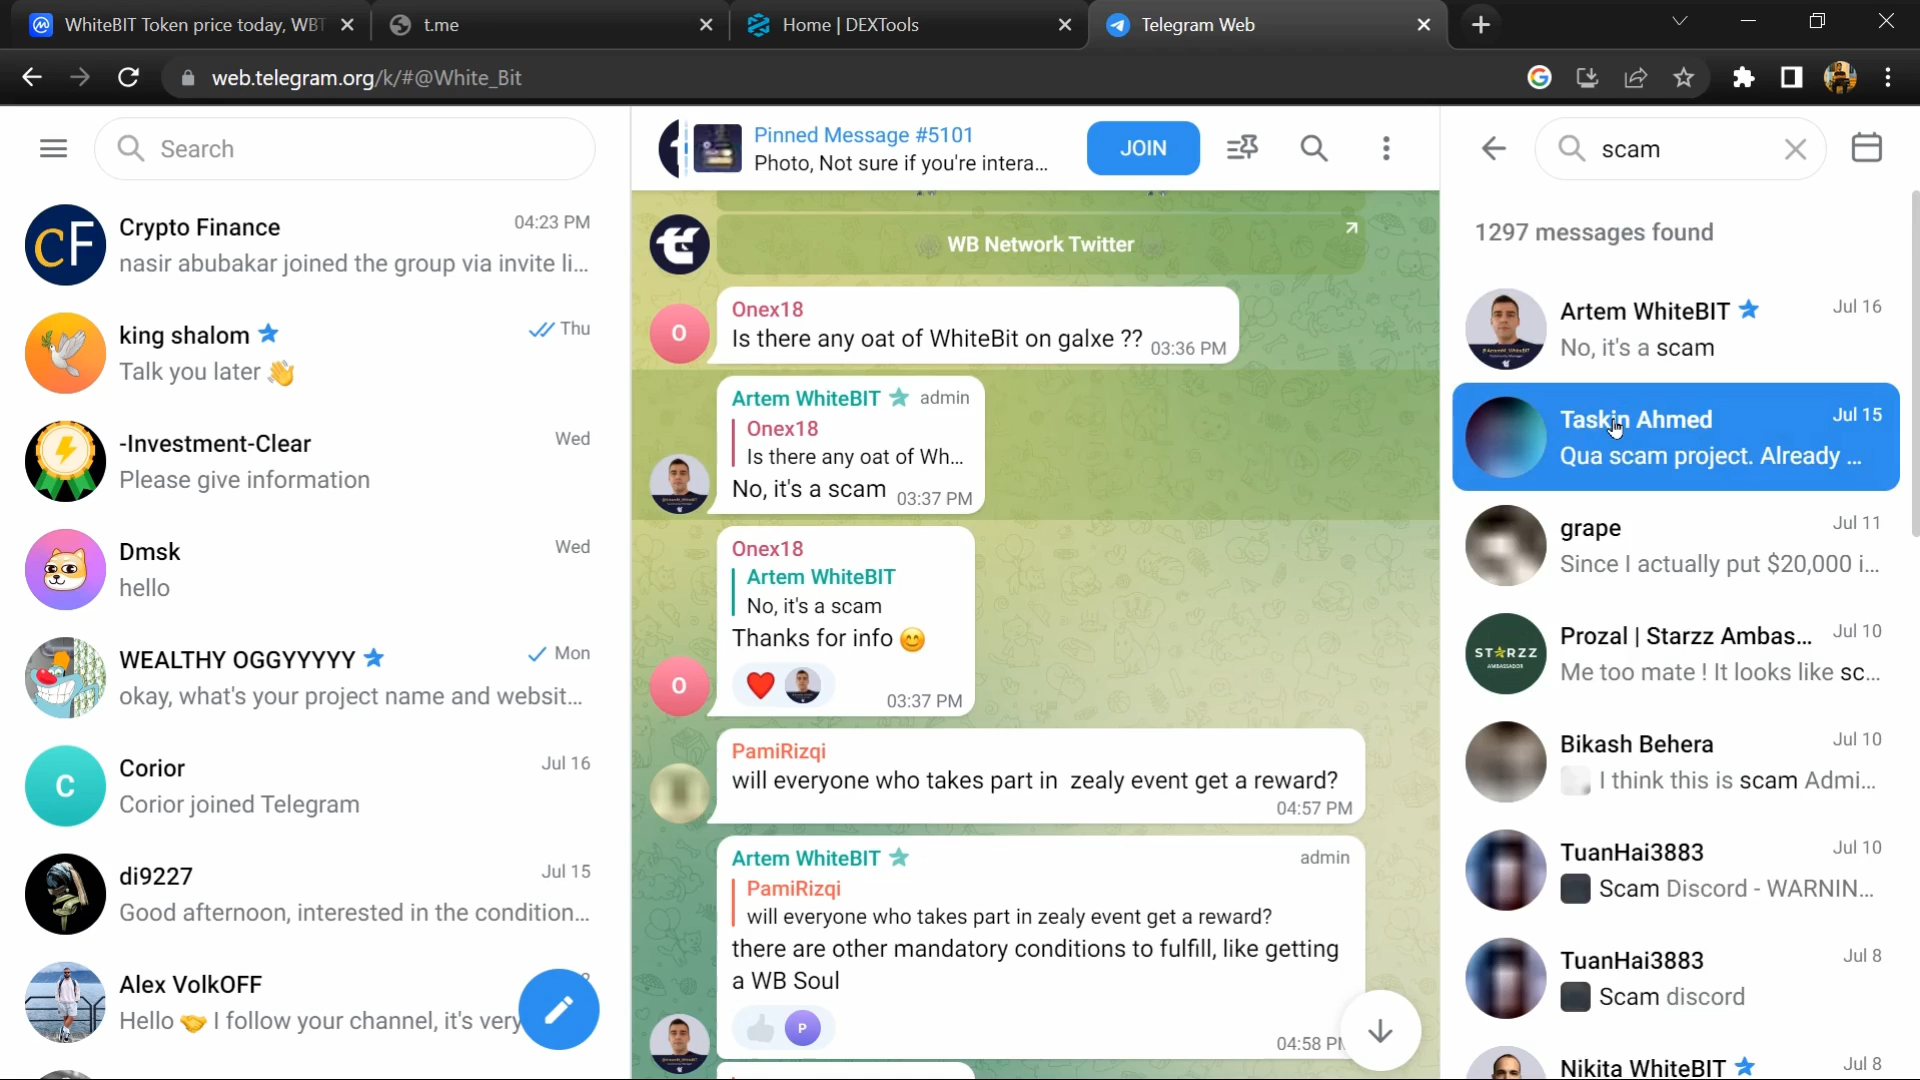 WhiteBIT Token price today, WBT
t.me
Home | DEXTools
Telegram Web
web.telegram.org/k/#@White_Bit
Search
CF
Crypto Finance
04:23 PM
nasir abubakar joined the group via invite li...
king shalom
Thu
Talk you later 👋
-Investment-Clear
Wed
Please give information
Dmsk
Wed
hello
WEALTHY OGGYYYYY
Mon
okay, what's your project name and websit...
C
Corior
Jul 16
Corior joined Telegram
di9227
Jul 15
Good afternoon, interested in the condition...
Alex VolkOFF
Hello 🤝 I follow your channel, it's very
Pinned Message #5101
Photo, Not sure if you're intera...
JOIN
WB Network Twitter
O
Onex18
Is there any oat of WhiteBit on galxe ??
03:36 PM
Artem WhiteBIT
admin
Onex18
Is there any oat of Wh...
No, it's a scam
03:37 PM
O
Onex18
Artem WhiteBIT
No, it's a scam
Thanks for info 😊
03:37 PM
PamiRizqi
will everyone who takes part in zealy event get a reward?
04:57 PM
Artem WhiteBIT
admin
PamiRizqi
will everyone who takes part in zealy event get a reward?
there are other mandatory conditions to fulfill, like getting
a WB Soul
P
04:58 PM
scam
1297 messages found
Artem WhiteBIT
Jul 16
No, it's a scam
Taskin Ahmed
Jul 15
Qua scam project. Already ...
grape
Jul 11
Since I actually put $20,000 i...
STARZZ
AMBASSADOR
Prozal | Starzz Ambas...
Jul 10
Me too mate ! It looks like sc...
Bikash Behera
Jul 10
I think this is scam Admi...
TuanHai3883
Jul 10
Scam Discord - WARNIN...
TuanHai3883
Jul 8
Scam discord
Nikita WhiteBIT
Jul 8